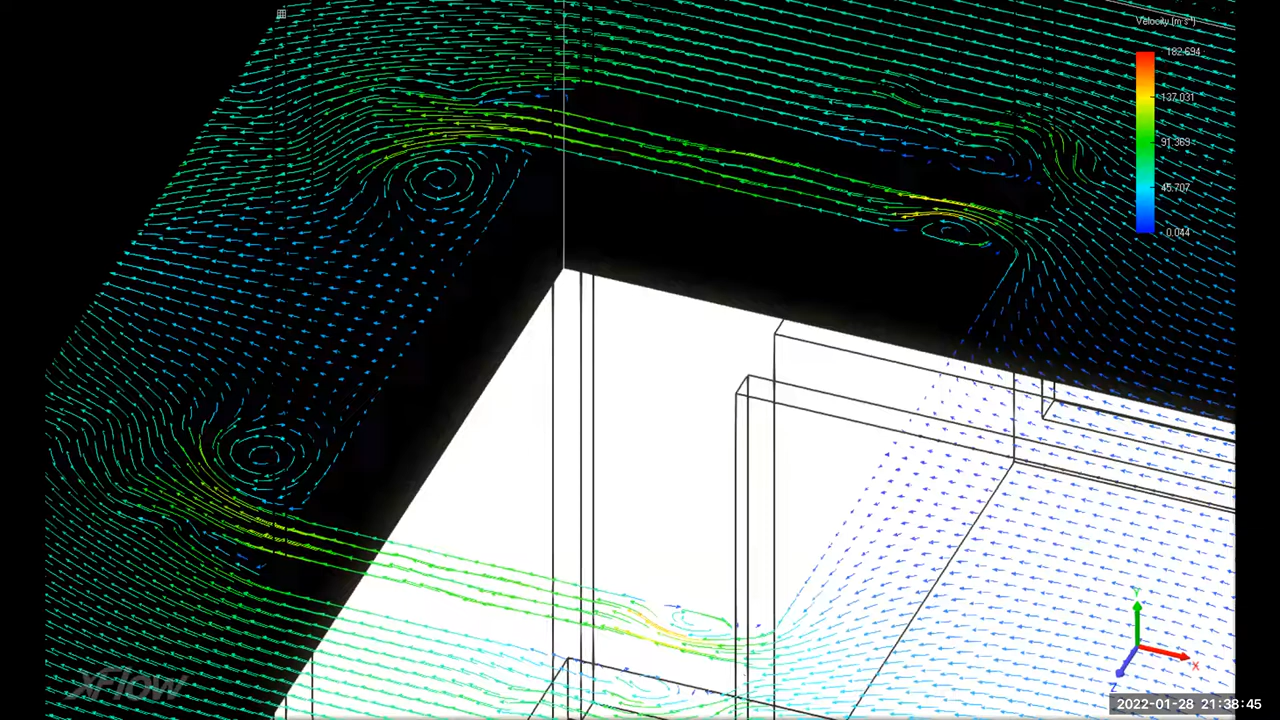 Velocity (m·s⁻¹)
182.694
137.031
91.369
45.707
0.044
Y
X
Z
xFlow
2022-01-28 21:38:45